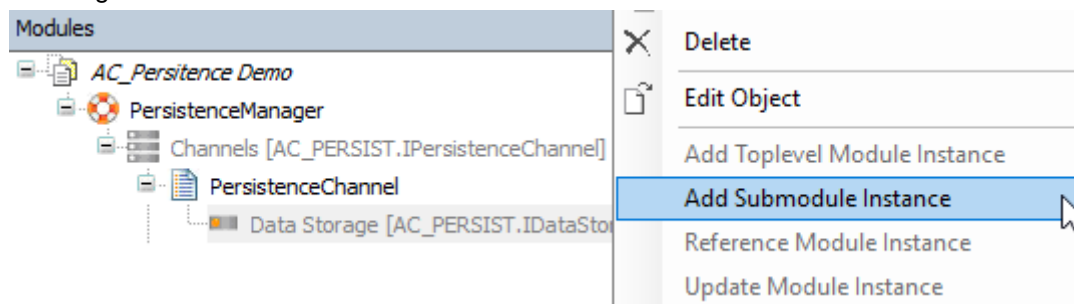 Modules
AC_Persitence Demo
PersistenceManager
Channels [AC_PERSIST.IPersistenceChannel]
PersistenceChannel
Data Storage [AC_PERSIST.IDataStor
Delete
Edit Object
Add Toplevel Module Instance
Add Submodule Instance
Reference Module Instance
Update Module Instance